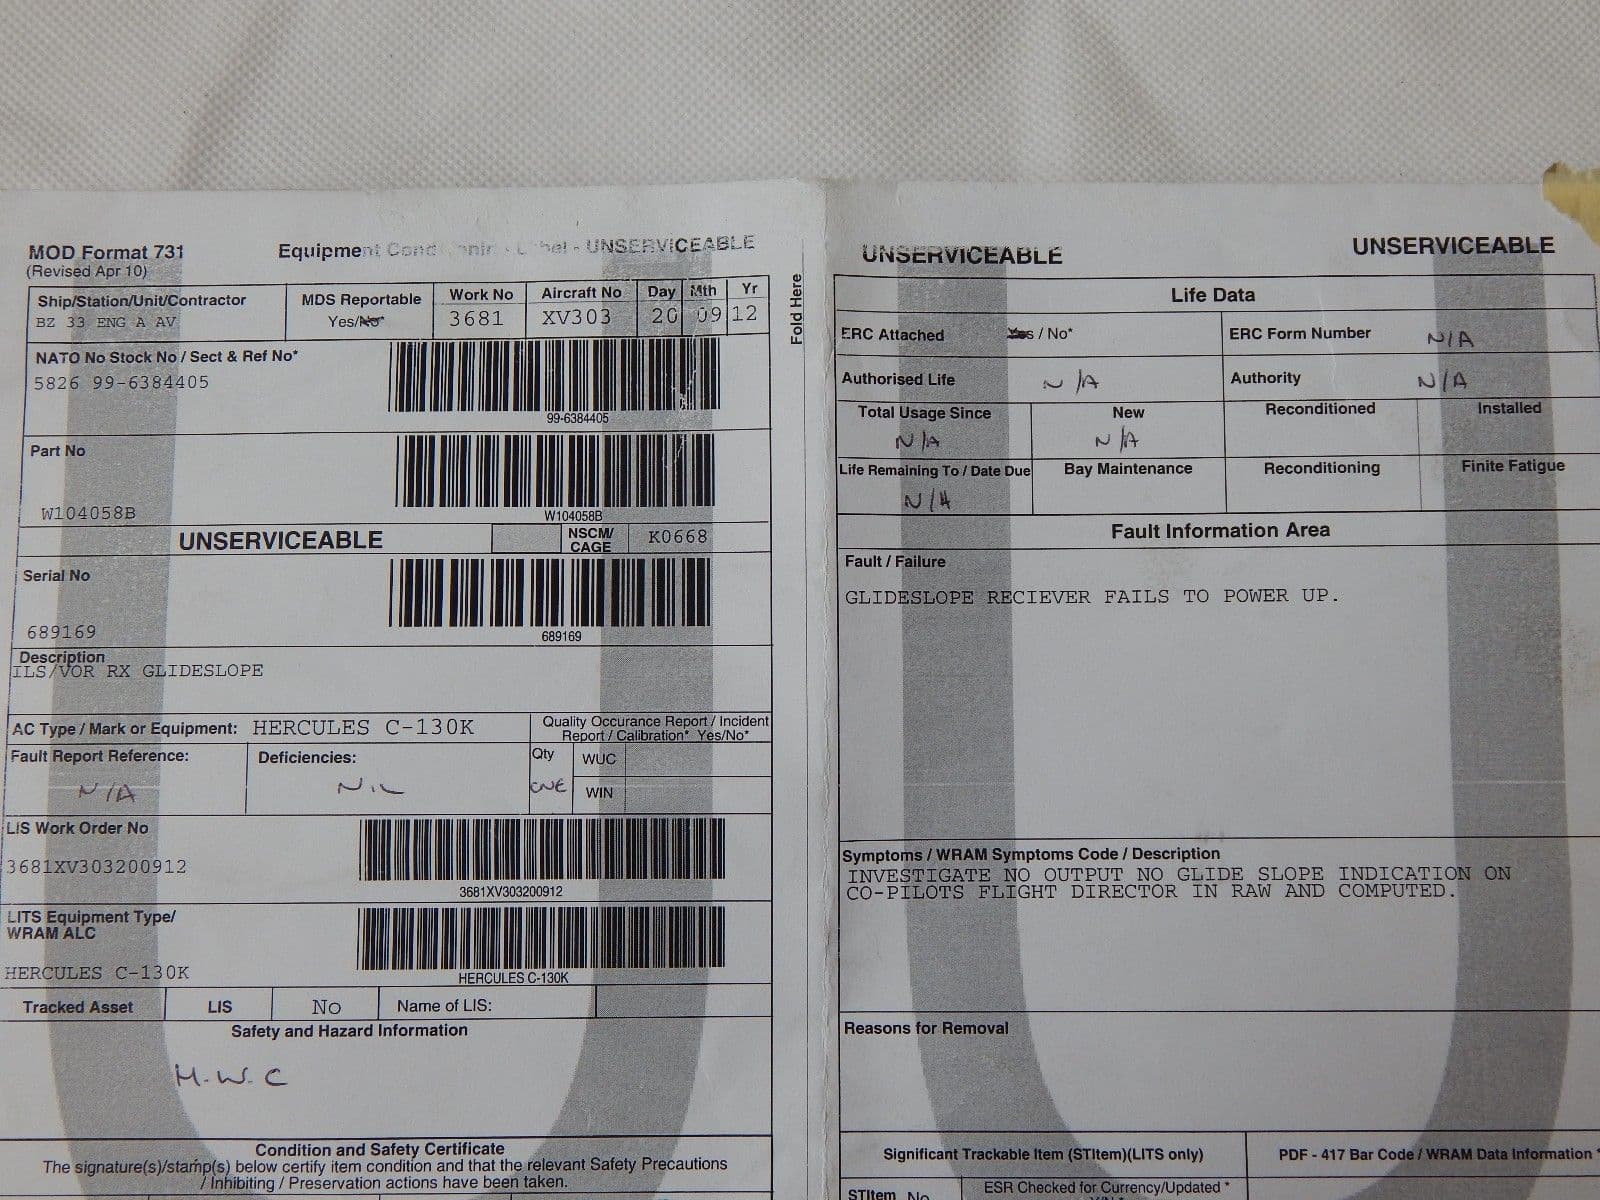 MOD Format 731
(Revised Apr 10)
Equipment Label - UNSERVICEABLE
Ship/Station/Unit/Contractor
BZ 33 ENG A AV
MDS Reportable
Yes/No*
Work No
3681
Aircraft No
XV303
Day Mth Yr
20 09 12
NATO No Stock No / Sect & Ref No*
5826 99-6384405
99-6384405
Part No
W104058B
W104058B
UNSERVICEABLE
NSCM/
CAGE
K0668
Serial No
689169
689169
Description
ILS/VOR RX GLIDESLOPE
AC Type / Mark or Equipment: HERCULES C-130K
Quality Occurance Report / Incident
Report / Calibration* Yes/No*
Fault Report Reference:
N/A
Deficiencies:
NIL
Qty
ONE
WUC
WIN
LIS Work Order No
3681XV303200912
3681XV303200912
LITS Equipment Type/
WRAM ALC
HERCULES C-130K
HERCULES C-130K
Tracked Asset LIS No Name of LIS:
Safety and Hazard Information
H.W.C
Condition and Safety Certificate
The signature(s)/stamp(s) below certify item condition and that the relevant Safety Precautions
/ Inhibiting / Preservation actions have been taken.
Fold Here
UNSERVICEABLE UNSERVICEABLE
Life Data
ERC Attached Yes / No*
ERC Form Number N/A
Authorised Life N/A
Authority N/A
Total Usage Since
N/A
New
N/A
Reconditioned
Installed
Life Remaining To / Date Due
N/A
Bay Maintenance
Reconditioning
Finite Fatigue
Fault Information Area
Fault / Failure
GLIDESLOPE RECIEVER FAILS TO POWER UP.
Symptoms / WRAM Symptoms Code / Description
INVESTIGATE NO OUTPUT NO GLIDE SLOPE INDICATION ON
CO-PILOTS FLIGHT DIRECTOR IN RAW AND COMPUTED.
Reasons for Removal
Significant Trackable Item (STItem)(LITS only)
PDF - 417 Bar Code / WRAM Data Information *
STItem No
ESR Checked for Currency/Updated *